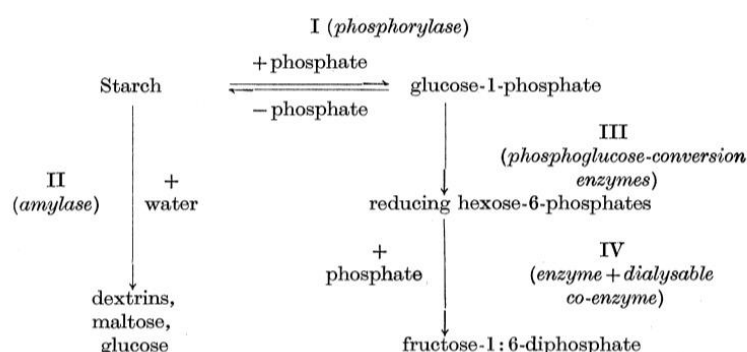 I (phosphorylase)
+phosphate
Starch glucose-1-phosphate
−phosphate
III
(phosphoglucose-conversion
enzymes)
II +
(amylase) water
reducing hexose-6-phosphates
+ IV
phosphate (enzyme+dialysable
co-enzyme)
dextrins,
maltose,
glucose fructose-1:6-diphosphate